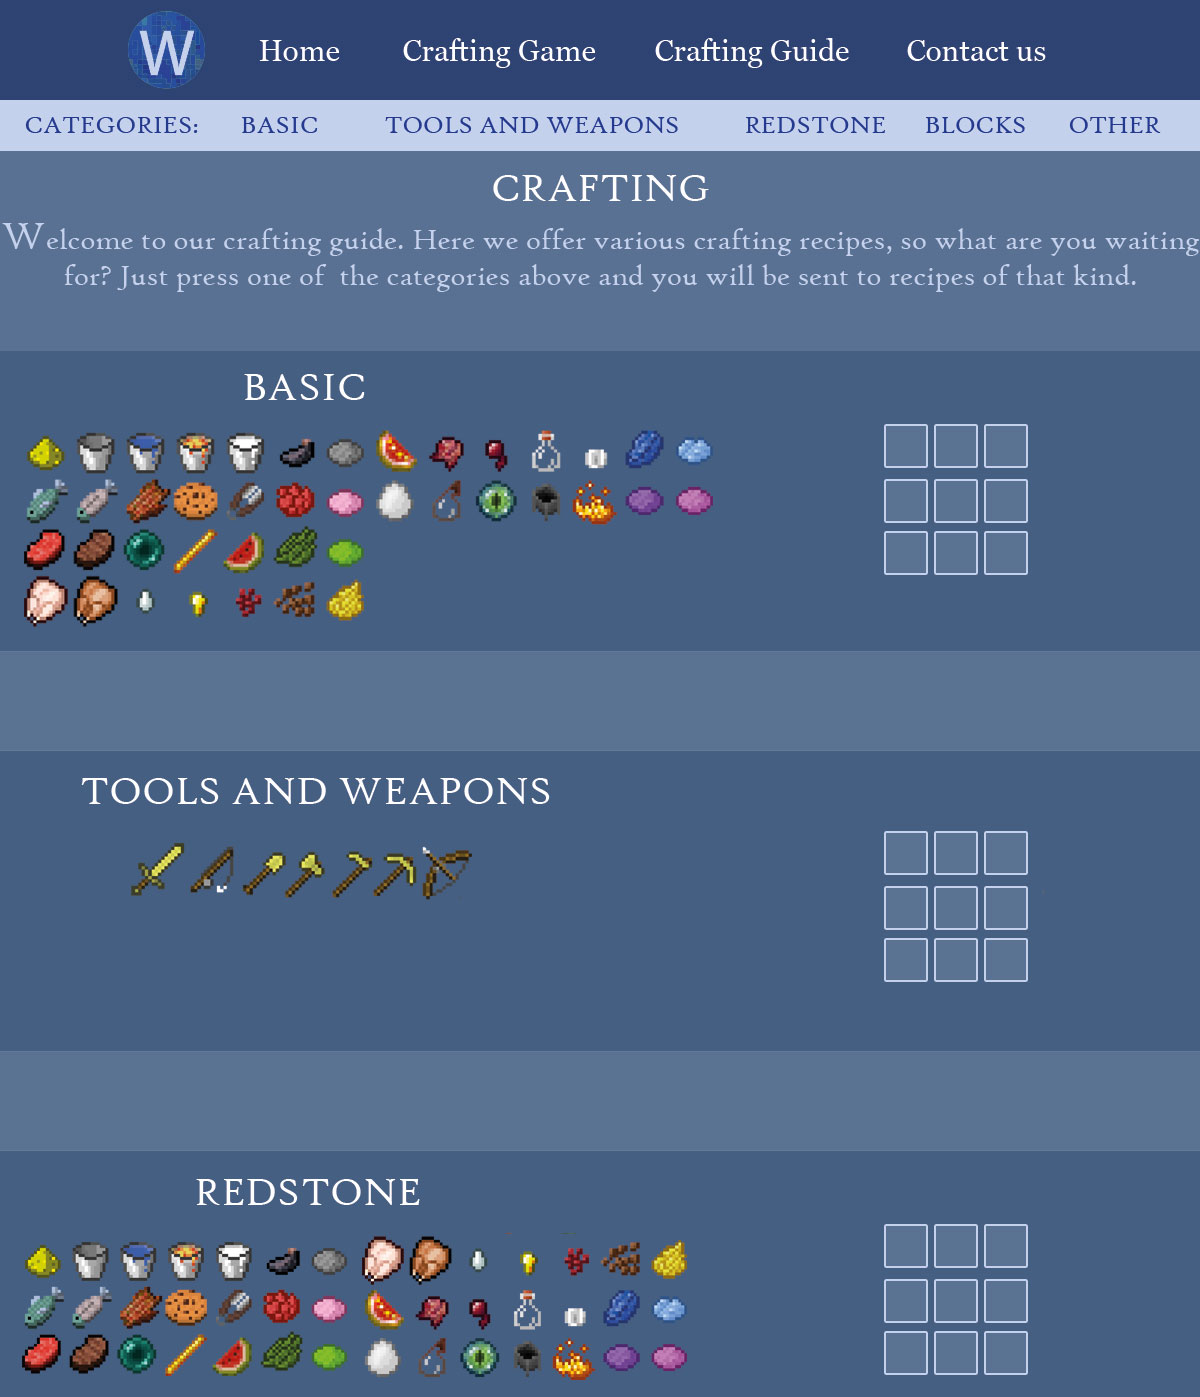 W Home Crafting Game Crafting Guide Contact us
CATEGORIES: BASIC TOOLS AND WEAPONS REDSTONE BLOCKS OTHER
CRAFTING
Welcome to our crafting guide. Here we offer various crafting recipes, so what are you waiting
for? Just press one of the categories above and you will be sent to recipes of that kind.
BASIC
TOOLS AND WEAPONS
REDSTONE